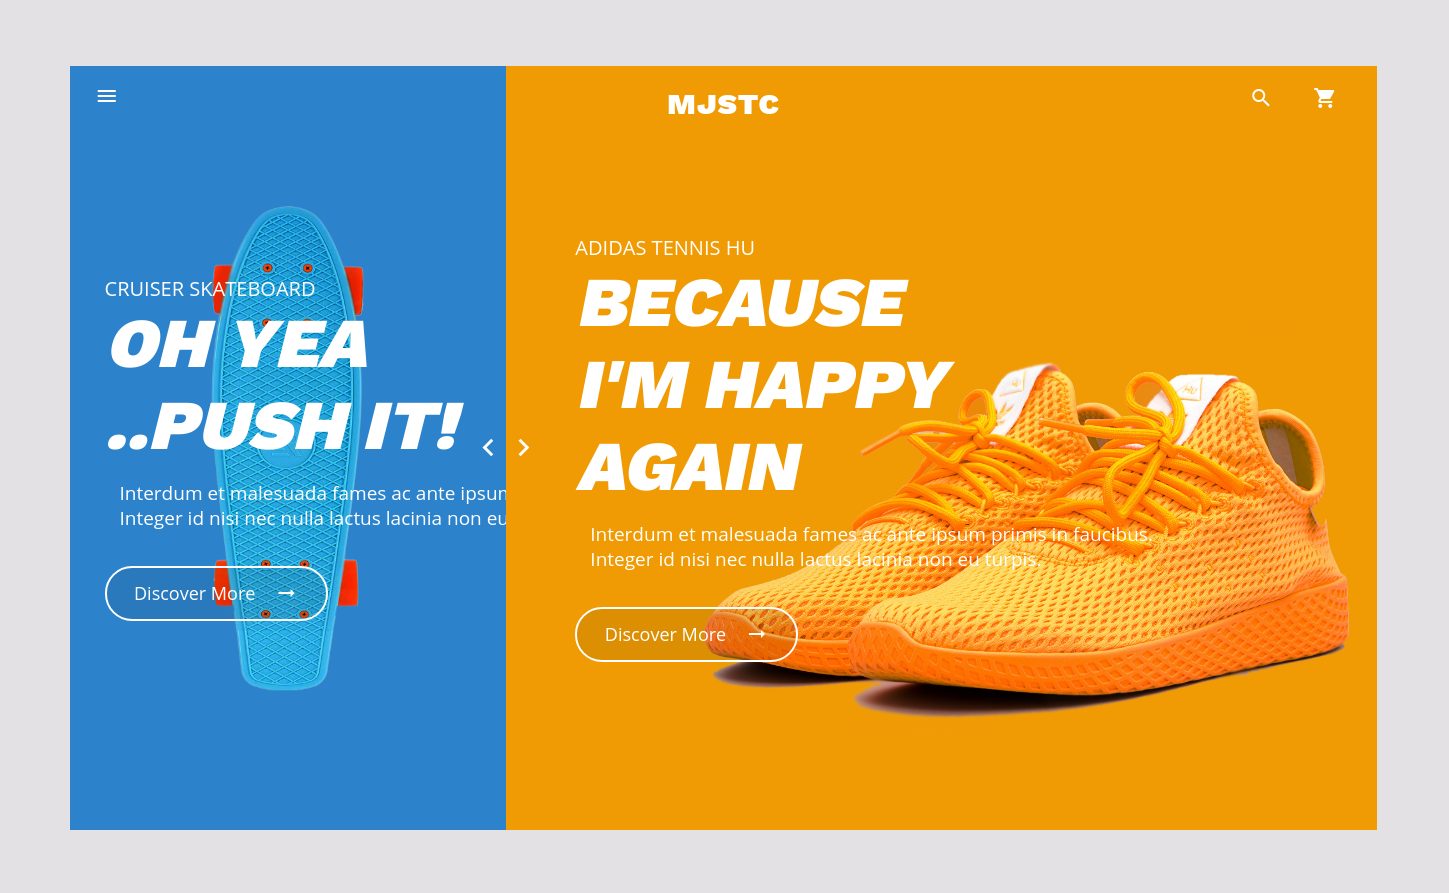 MJSTC
CRUISER SKATEBOARD
OH YEA
..PUSH IT!
Interdum et malesuada fames ac ante ipsum
Integer id nisi nec nulla lactus lacinia non eu
Discover More
ADIDAS TENNIS HU
BECAUSE
I'M HAPPY
AGAIN
Interdum et malesuada fames ac ante ipsum primis in faucibus.
Integer id nisi nec nulla lactus lacinia non eu turpis.
Discover More